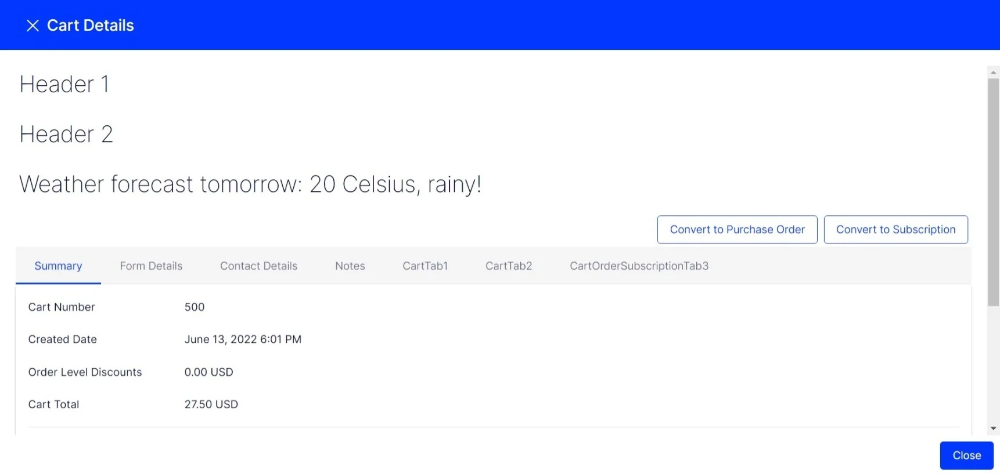 Cart Details
Header 1
Header 2
Weather forecast tomorrow: 20 Celsius, rainy!
Convert to Purchase Order Convert to Subscription
Summary Form Details Contact Details Notes CartTab1 CartTab2 CartOrderSubscriptionTab3
Cart Number 500
Created Date June 13, 2022 6:01 PM
Order Level Discounts 0.00 USD
Cart Total 27.50 USD
Close